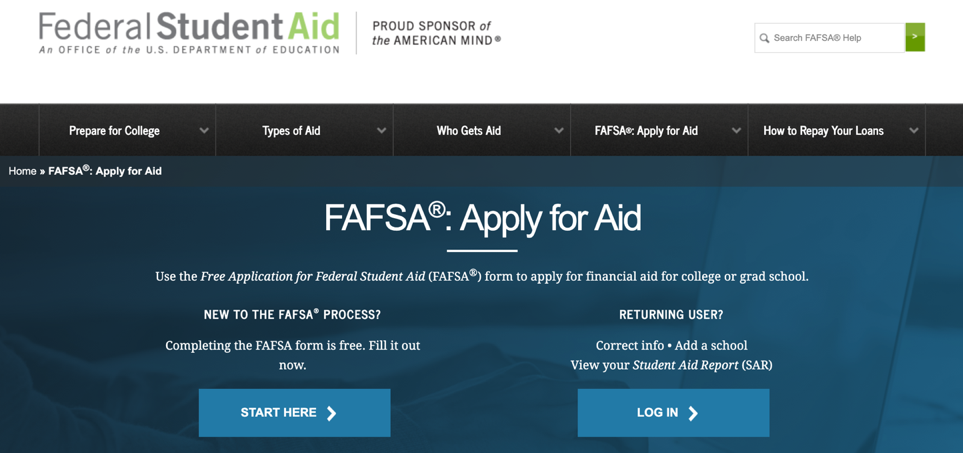 Federal Student Aid
An OFFICE of the U.S. DEPARTMENT of EDUCATION
PROUD SPONSOR of
the AMERICAN MIND®
Search FAFSA® Help
>
Prepare for College
Types of Aid
Who Gets Aid
FAFSA®: Apply for Aid
How to Repay Your Loans
Home » FAFSA®: Apply for Aid
FAFSA®: Apply for Aid
Use the Free Application for Federal Student Aid (FAFSA®) form to apply for financial aid for college or grad school.
NEW TO THE FAFSA® PROCESS?
Completing the FAFSA form is free. Fill it out
now.
START HERE
RETURNING USER?
Correct info • Add a school
View your Student Aid Report (SAR)
LOG IN